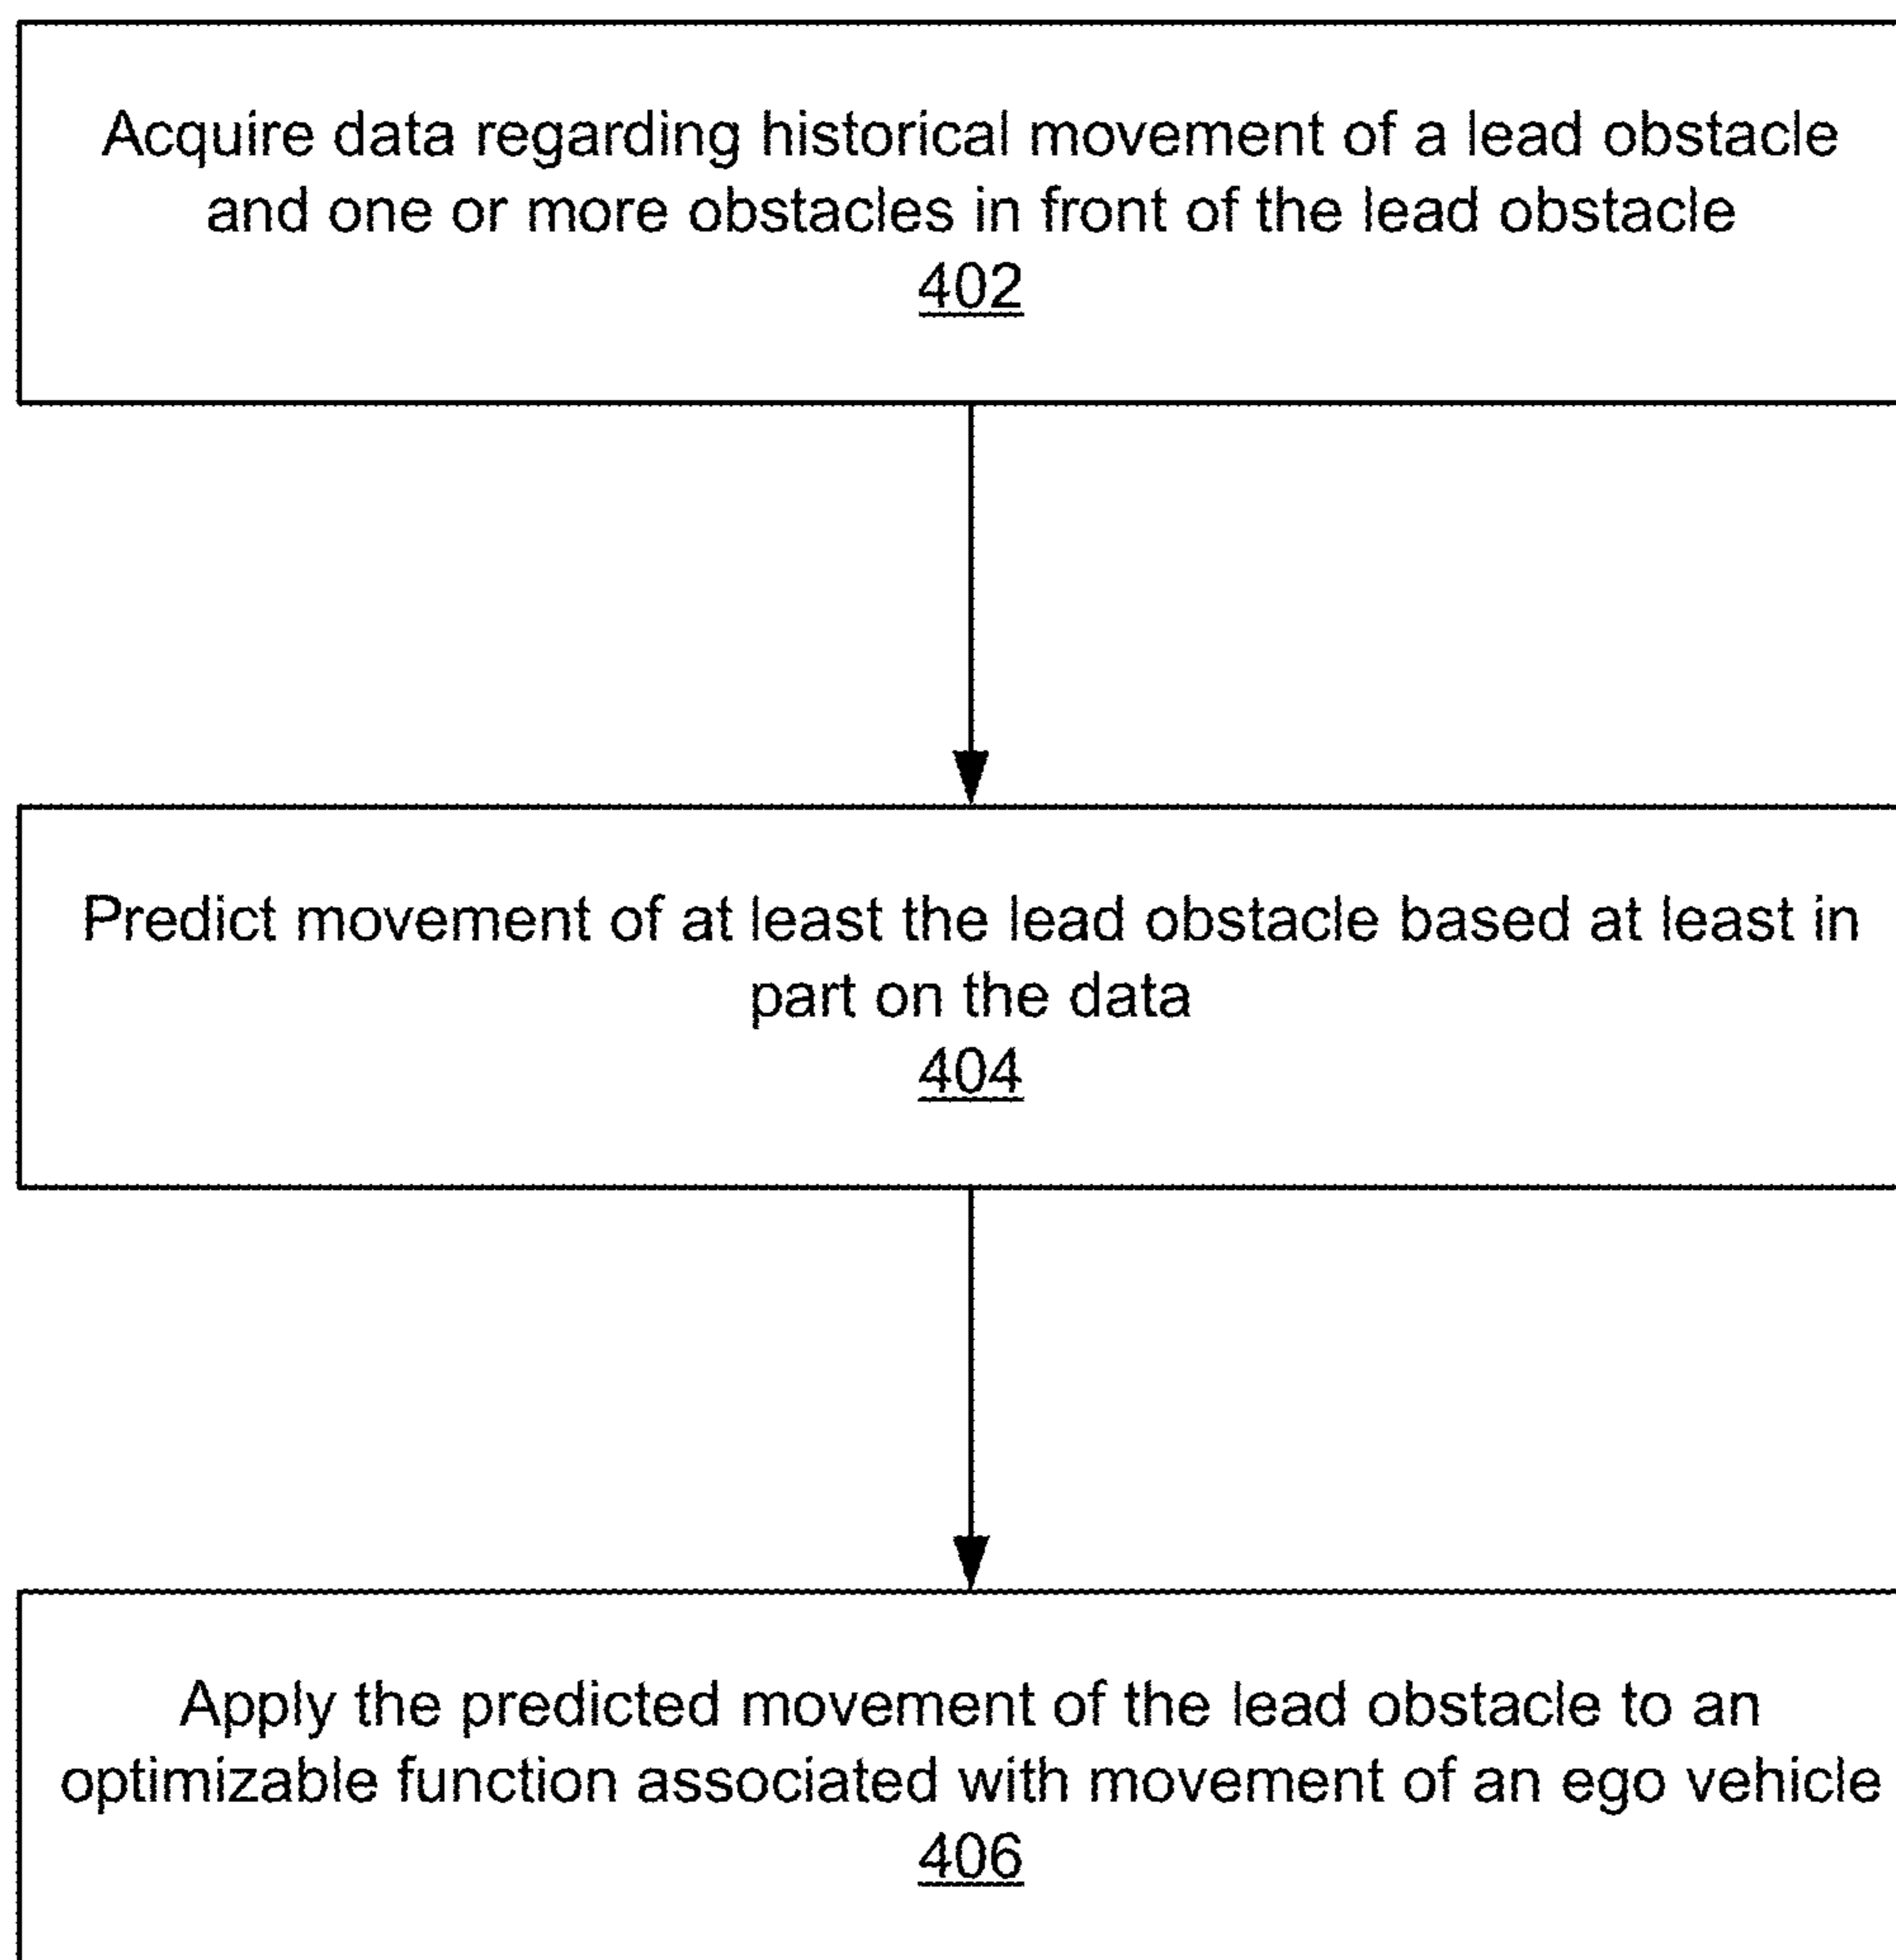 Acquire data regarding historical movement of a lead obstacle
and one or more obstacles in front of the lead obstacle
402
Predict movement of at least the lead obstacle based at least in
part on the data
404
Apply the predicted movement of the lead obstacle to an
optimizable function associated with movement of an ego vehicle
406